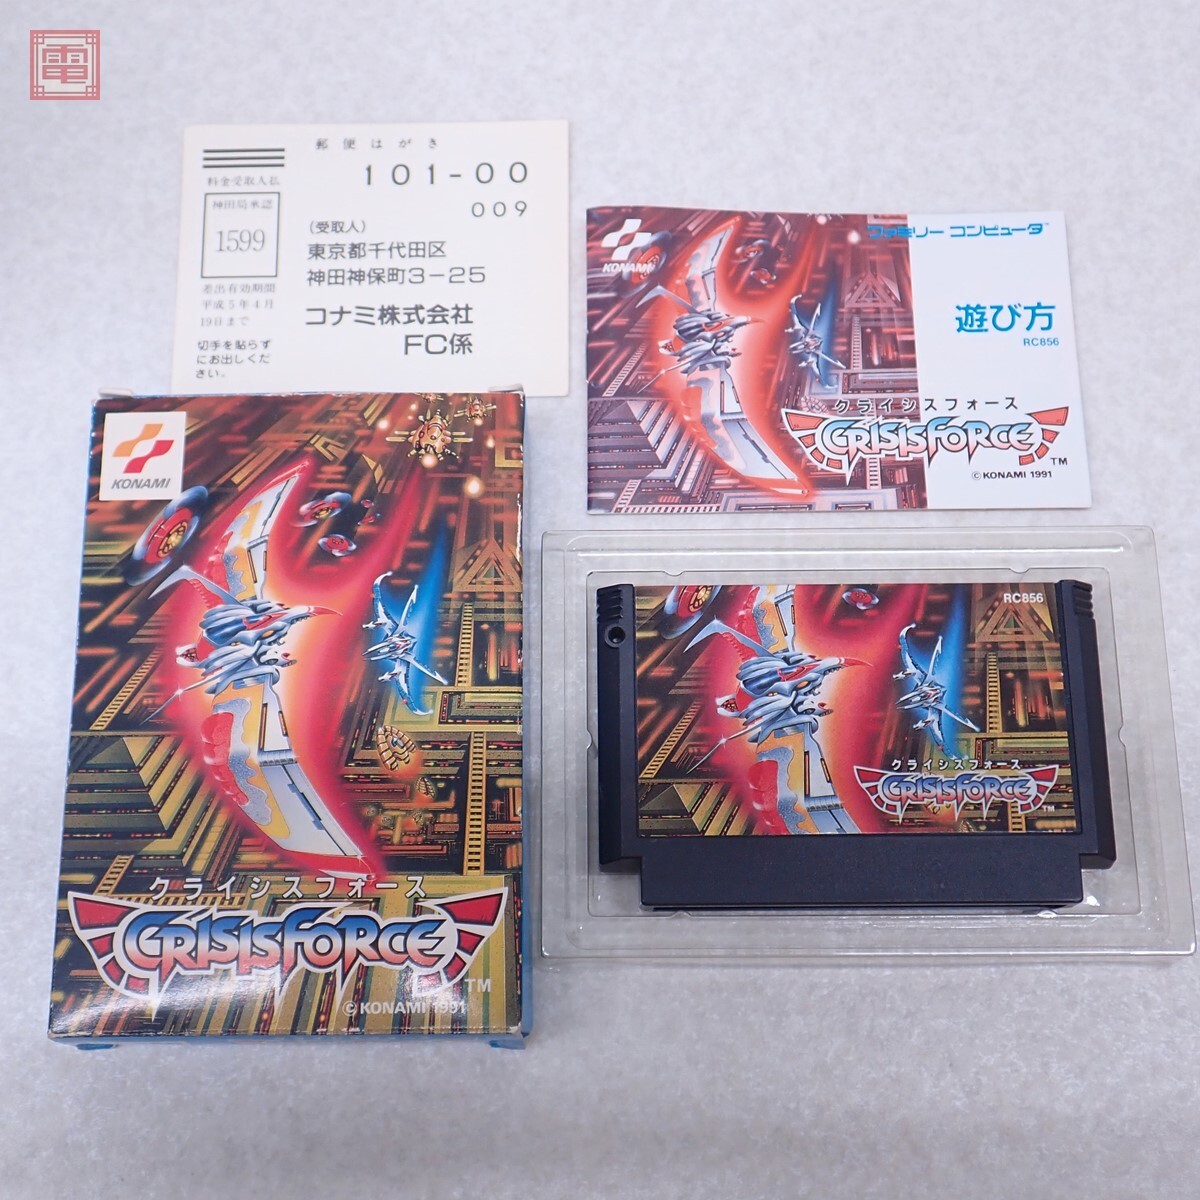 電
郵便はがき
101-00
009
料金受取人払
神田局承認
1599
差出有効期間
平成5年4月
19日まで
切手を貼らず
にお出しくだ
さい。
(受取人)
東京都千代田区
神田神保町3-25
コナミ株式会社
FC係
KONAMI
ファミリー コンピュータ™
遊び方
RC856
クライシスフォース
CRISISFORCE
TM
©KONAMI 1991
KONAMI
クライシスフォース
CRISISFORCE
TM
©KONAMI 1991
RC856
クライシスフォース
CRISISFORCE
TM